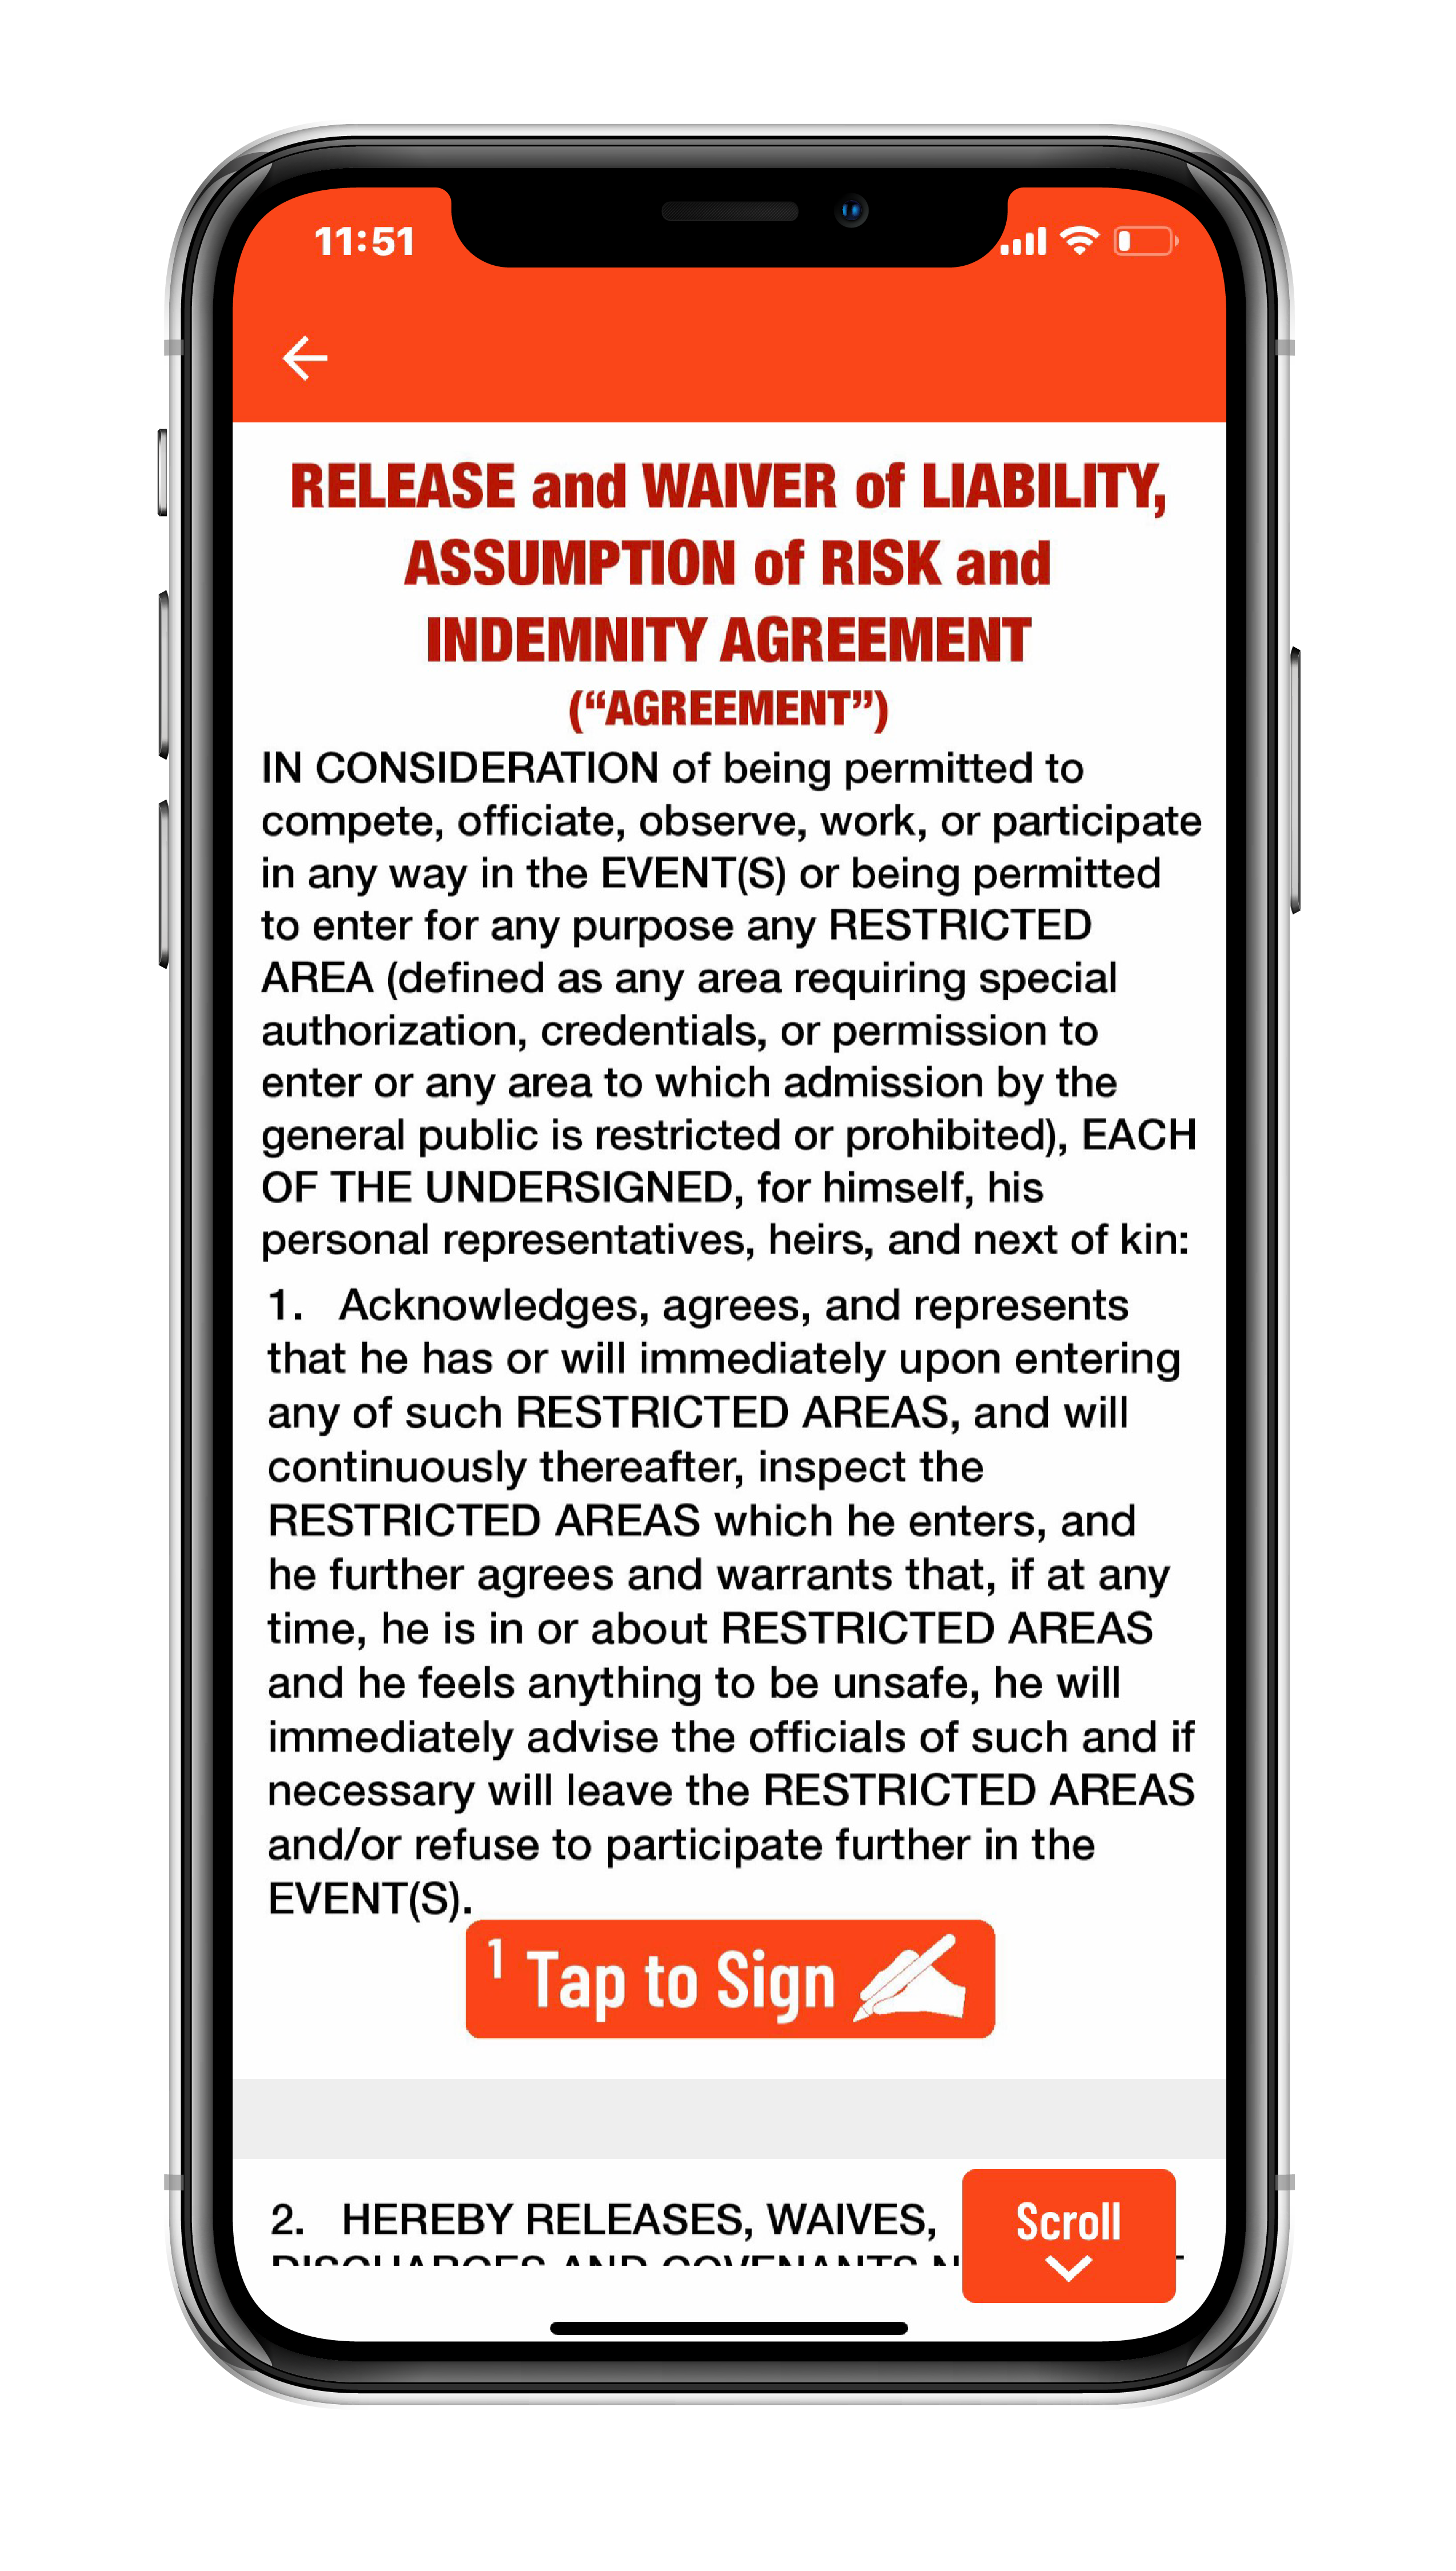 11:51
RELEASE and WAIVER of LIABILITY,
ASSUMPTION of RISK and
INDEMNITY AGREEMENT
(“AGREEMENT”)
IN CONSIDERATION of being permitted to
compete, officiate, observe, work, or participate
in any way in the EVENT(S) or being permitted
to enter for any purpose any RESTRICTED
AREA (defined as any area requiring special
authorization, credentials, or permission to
enter or any area to which admission by the
general public is restricted or prohibited), EACH
OF THE UNDERSIGNED, for himself, his
personal representatives, heirs, and next of kin:
1. Acknowledges, agrees, and represents
that he has or will immediately upon entering
any of such RESTRICTED AREAS, and will
continuously thereafter, inspect the
RESTRICTED AREAS which he enters, and
he further agrees and warrants that, if at any
time, he is in or about RESTRICTED AREAS
and he feels anything to be unsafe, he will
immediately advise the officials of such and if
necessary will leave the RESTRICTED AREAS
and/or refuse to participate further in the
EVENT(S).
1 Tap to Sign
2. HEREBY RELEASES, WAIVES,
DISCHARGES AND COVENANTS
Scroll